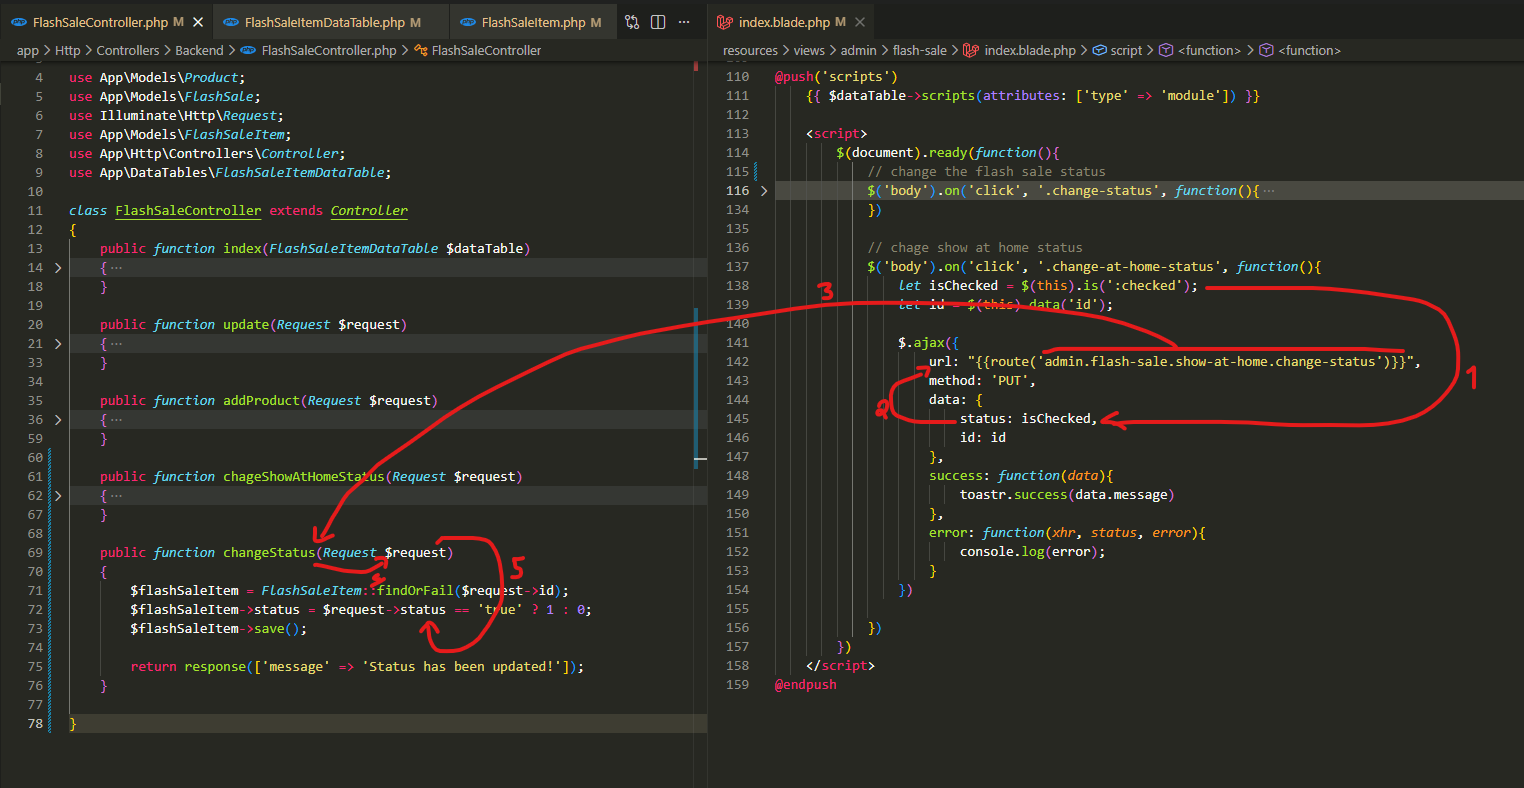 FlashSaleController.php M
FlashSaleItemDataTable.php M
FlashSaleItem.php M
app > Http > Controllers > Backend > FlashSaleController.php > FlashSaleController
4 use App\Models\Product;
5 use App\Models\FlashSale;
6 use Illuminate\Http\Request;
7 use App\Models\FlashSaleItem;
8 use App\Http\Controllers\Controller;
9 use App\DataTables\FlashSaleItemDataTable;
10
11 class FlashSaleController extends Controller
12 {
13 public function index(FlashSaleItemDataTable $dataTable)
14 > { ···
18 }
19
20 public function update(Request $request)
21 > { ···
33 }
34
35 public function addProduct(Request $request)
36 > { ···
59 }
60
61 public function chageShowAtHomeStatus(Request $request)
62 > { ···
67 }
68
69 public function changeStatus(Request $request)
70 {
71 $flashSaleItem = FlashSaleItem::findOrFail($request->id);
72 $flashSaleItem->status = $request->status == 'true' ? 1 : 0;
73 $flashSaleItem->save();
74
75 return response(['message' => 'Status has been updated!']);
76 }
77
78 }
5
index.blade.php M
resources > views > admin > flash-sale > index.blade.php > script > <function> > <function>
110 @push('scripts')
111 {{ $dataTable->scripts(attributes: ['type' => 'module']) }}
112
113 <script>
114 $(document).ready(function(){
115 // change the flash sale status
116 > $('body').on('click', '.change-status', function(){ ···
134 })
135
136 // chage show at home status
137 $('body').on('click', '.change-at-home-status', function(){
138 let isChecked = $(this).is(':checked');
139 let id = $(this).data('id');
140
141 $.ajax({
142 url: "{{route('admin.flash-sale.show-at-home.change-status')}}",
143 method: 'PUT',
144 data: {
145 status: isChecked,
146 id: id
147 },
148 success: function(data){
149 toastr.success(data.message)
150 },
151 error: function(xhr, status, error){
152 console.log(error);
153 }
154 })
155
156 })
157 })
158 </script>
159 @endpush
3
1
2